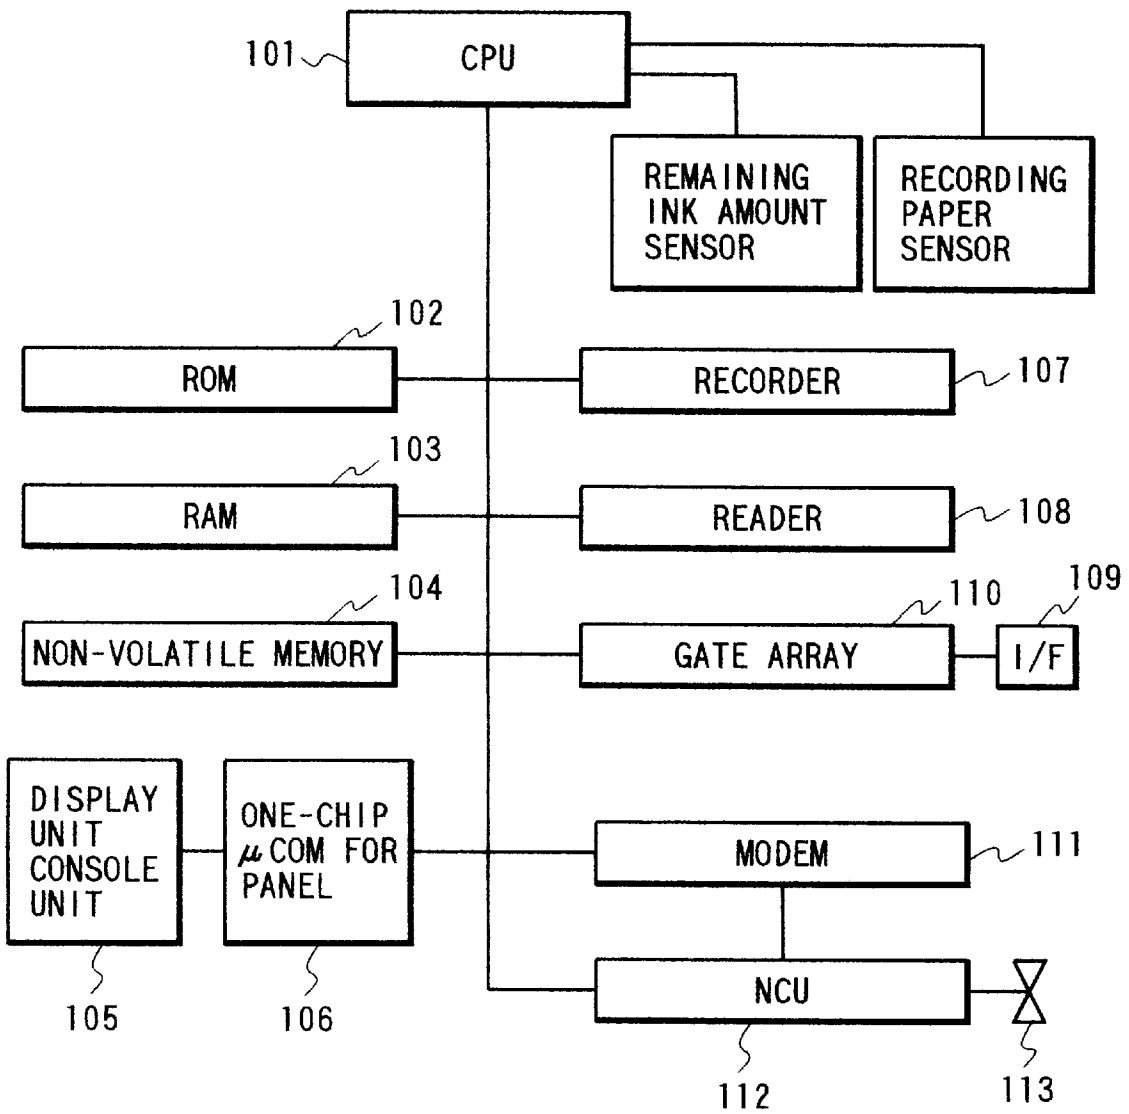 101
CPU
REMAINING
INK AMOUNT
SENSOR
RECORDING
PAPER
SENSOR
102
ROM
RECORDER
107
103
RAM
READER
108
104
NON-VOLATILE MEMORY
110
GATE ARRAY
109
I/F
DISPLAY
UNIT
CONSOLE
UNIT
105
ONE-CHIP
μCOM FOR
PANEL
106
MODEM
111
NCU
112
113